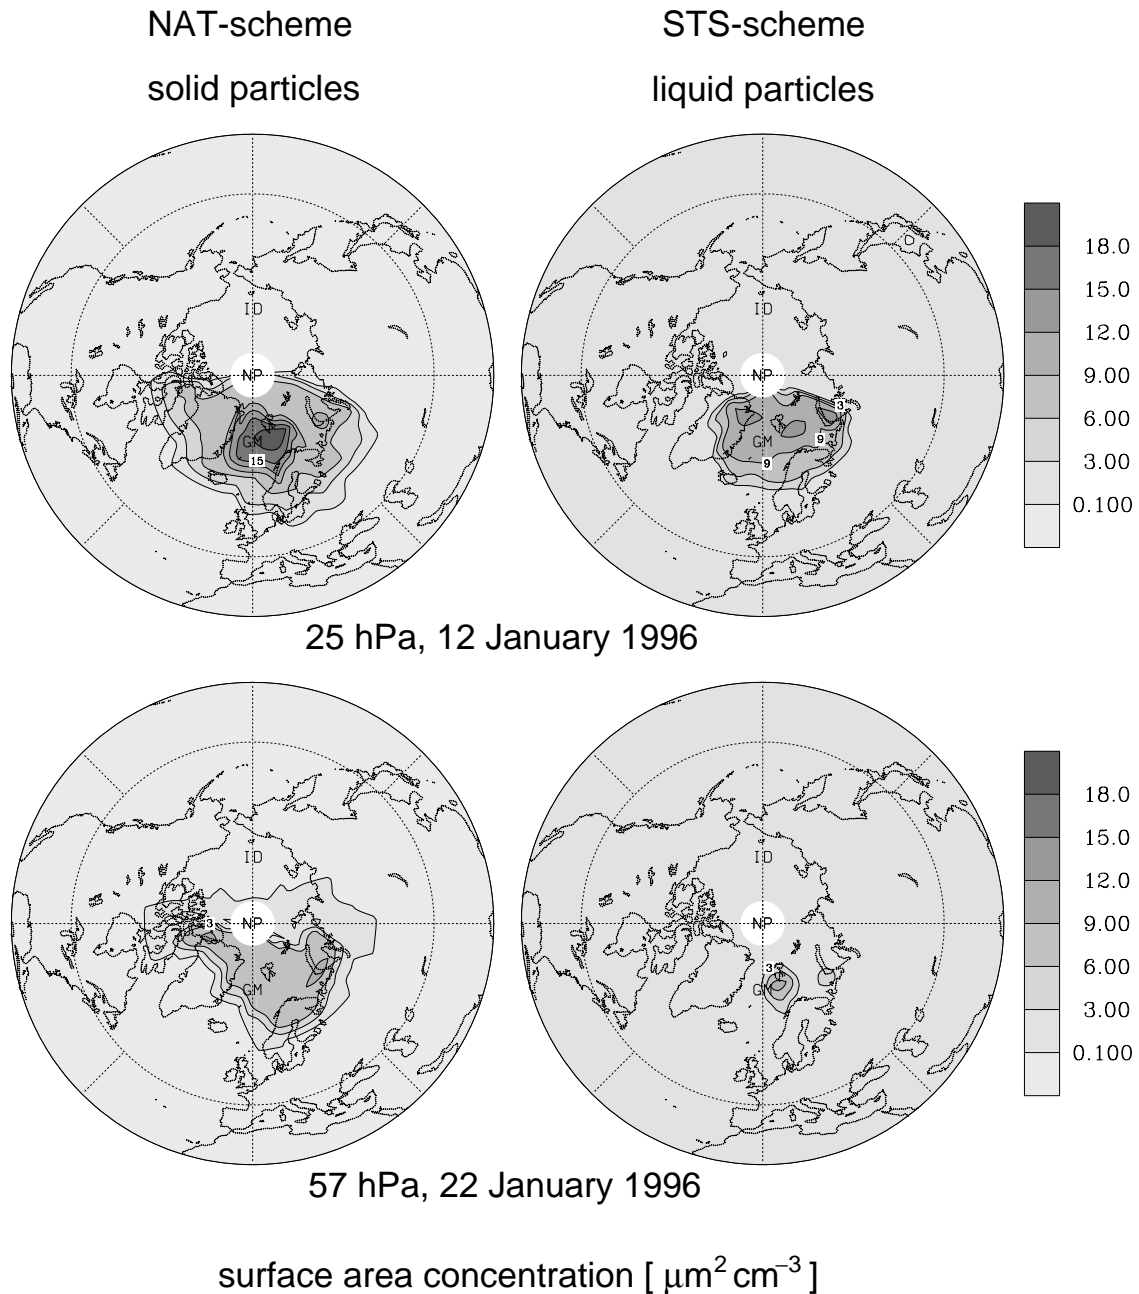 NAT-scheme STS-scheme
solid particles liquid particles
ID ID
NP NP
GM GM
15
3
9
9
18.0
15.0
12.0
9.00
6.00
3.00
0.100
25 hPa, 12 January 1996
ID ID
3
NP NP
3
GM GM
18.0
15.0
12.0
9.00
6.00
3.00
0.100
57 hPa, 22 January 1996
surface area concentration [ μm² cm⁻³ ]